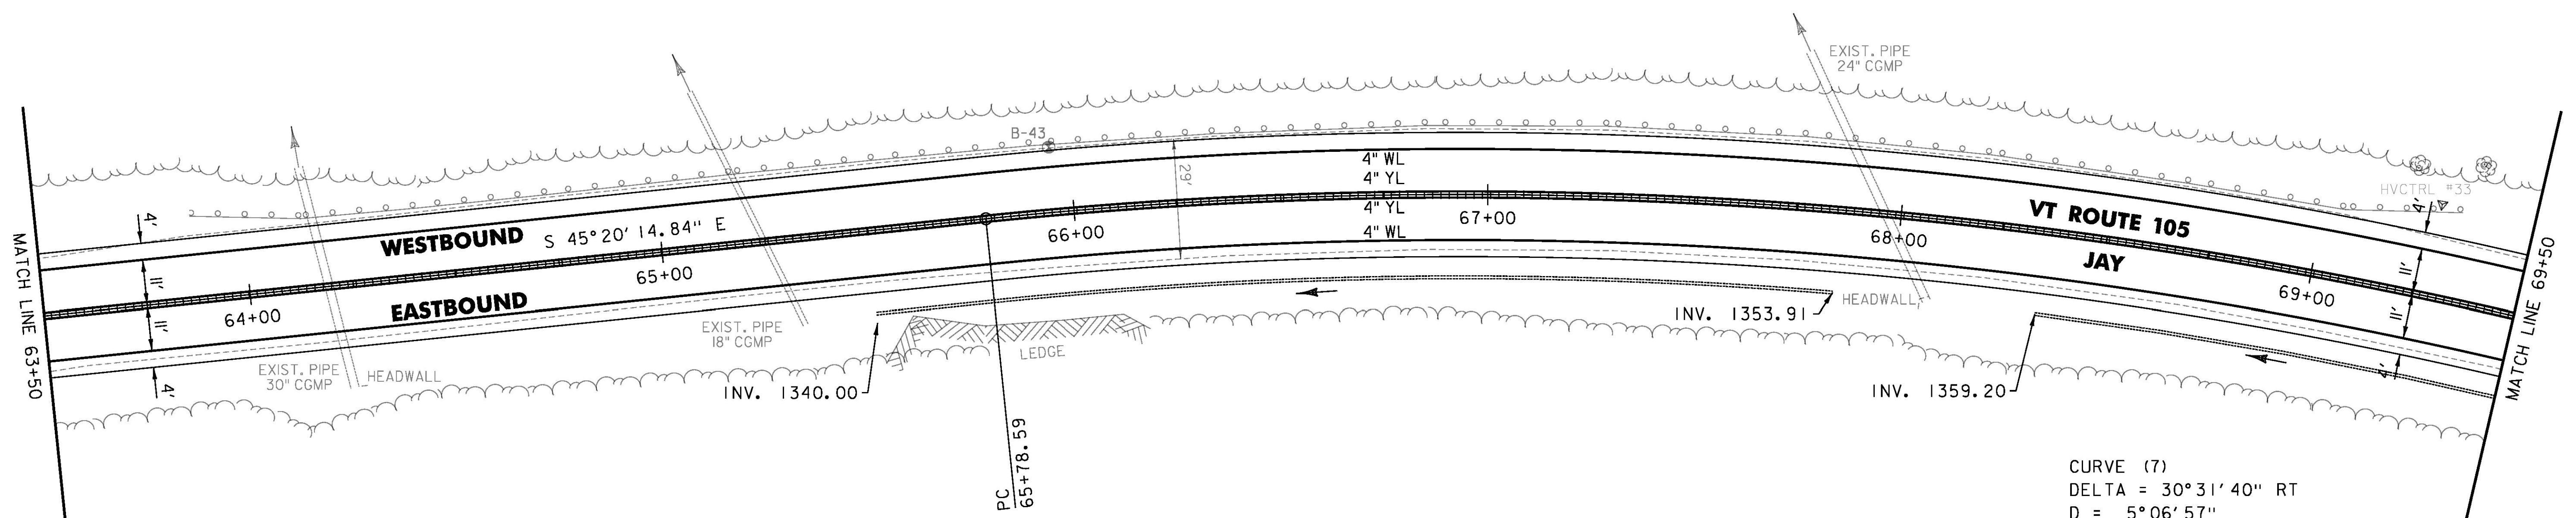 EXIST. PIPE
24" CGMP
B-43
29'
4" WL
4" YL
4" YL
4" WL
HVCTRL #33
4'
4'
MATCH LINE 63+50
WESTBOUND
S 45°20' 14.84" E
VT ROUTE 105
JAY
11'
11'
11'
11'
64+00
65+00
66+00
67+00
68+00
69+00
EASTBOUND
MATCH LINE 69+50
EXIST. PIPE
18" CGMP
EXIST. PIPE
30" CGMP
HEADWALL
4'
LEDGE
INV. 1340.00
INV. 1353.91
HEADWALL
INV. 1359.20
4'
PC
65+78.59
CURVE (7)
DELTA = 30°31'40" RT
D = 5°06'57"